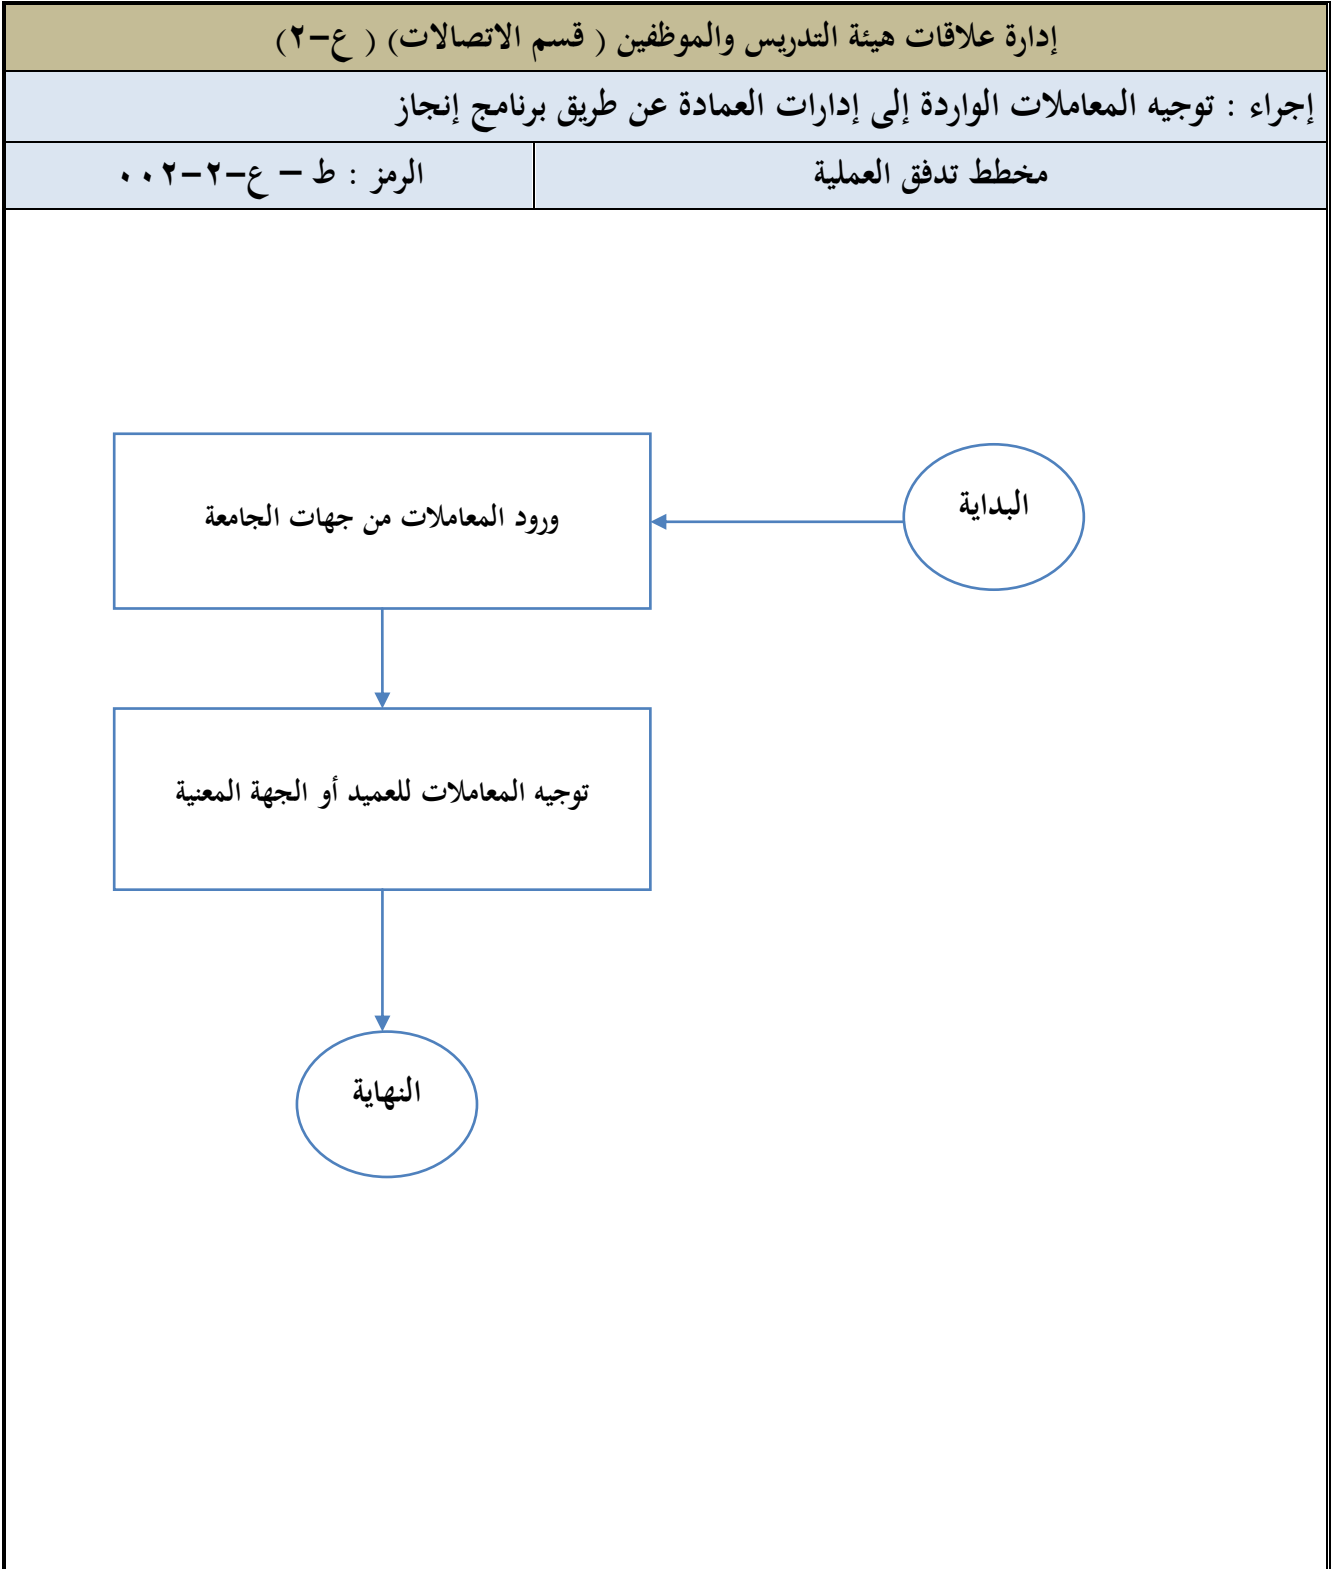 إدارة علاقات هيئة التدريس والموظفين ( قسم الاتصالات) ( ع-٢)
إجراء : توجيه المعاملات الواردة إلى إدارات العمادة عن طريق برنامج إنجاز
مخطط تدفق العملية
الرمز : ط – ع-٢-٠٠٢
البداية
ورود المعاملات من جهات الجامعة
توجيه المعاملات للعميد أو الجهة المعنية
النهاية